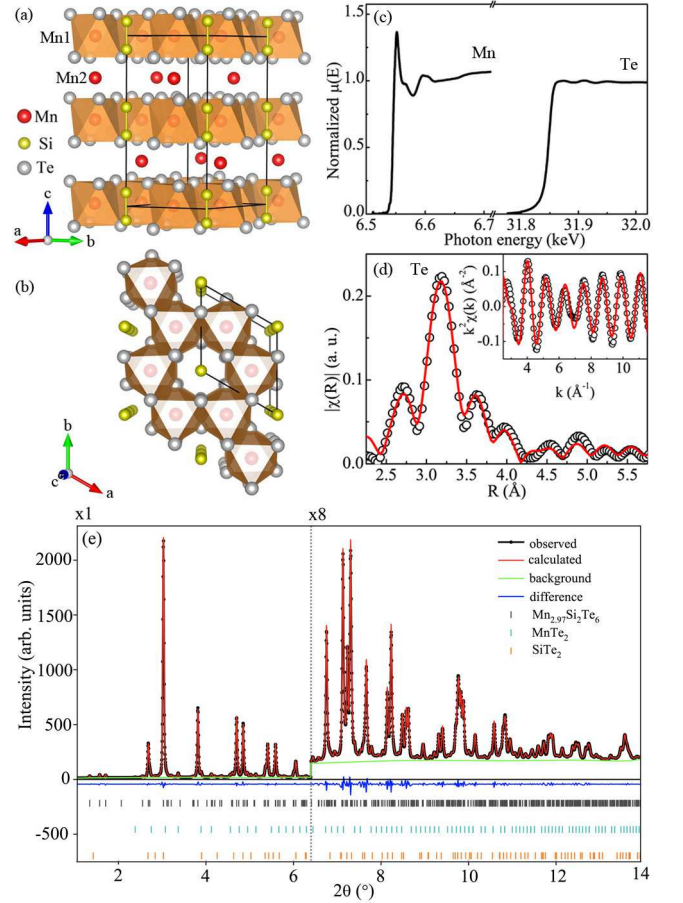 (a)
Mn1
Mn2
Mn
Si
Te
c
a
b
(b)
b
c
a
(c)
Normalized μ(E)
1.5
1.0
0.5
0.0
Mn
Te
6.5 6.6 6.7 31.8 31.9 32.0
Photon energy (keV)
(d)
Te
|χ(R)| (a. u.)
0.2
0.1
0.0
2.5 3.0 3.5 4.0 4.5 5.0 5.5
R (Å)
k²χ(k) (Å⁻²)
0.1
0.0
-0.1
4 6 8 10
k (Å⁻¹)
x1 x8
(e)
Intensity (arb. units)
2000
1500
1000
500
0
-500
observed
calculated
background
difference
Mn₂.₉₇Si₂Te₆
MnTe₂
SiTe₂
2 4 6 8 10 12 14
2θ (°)